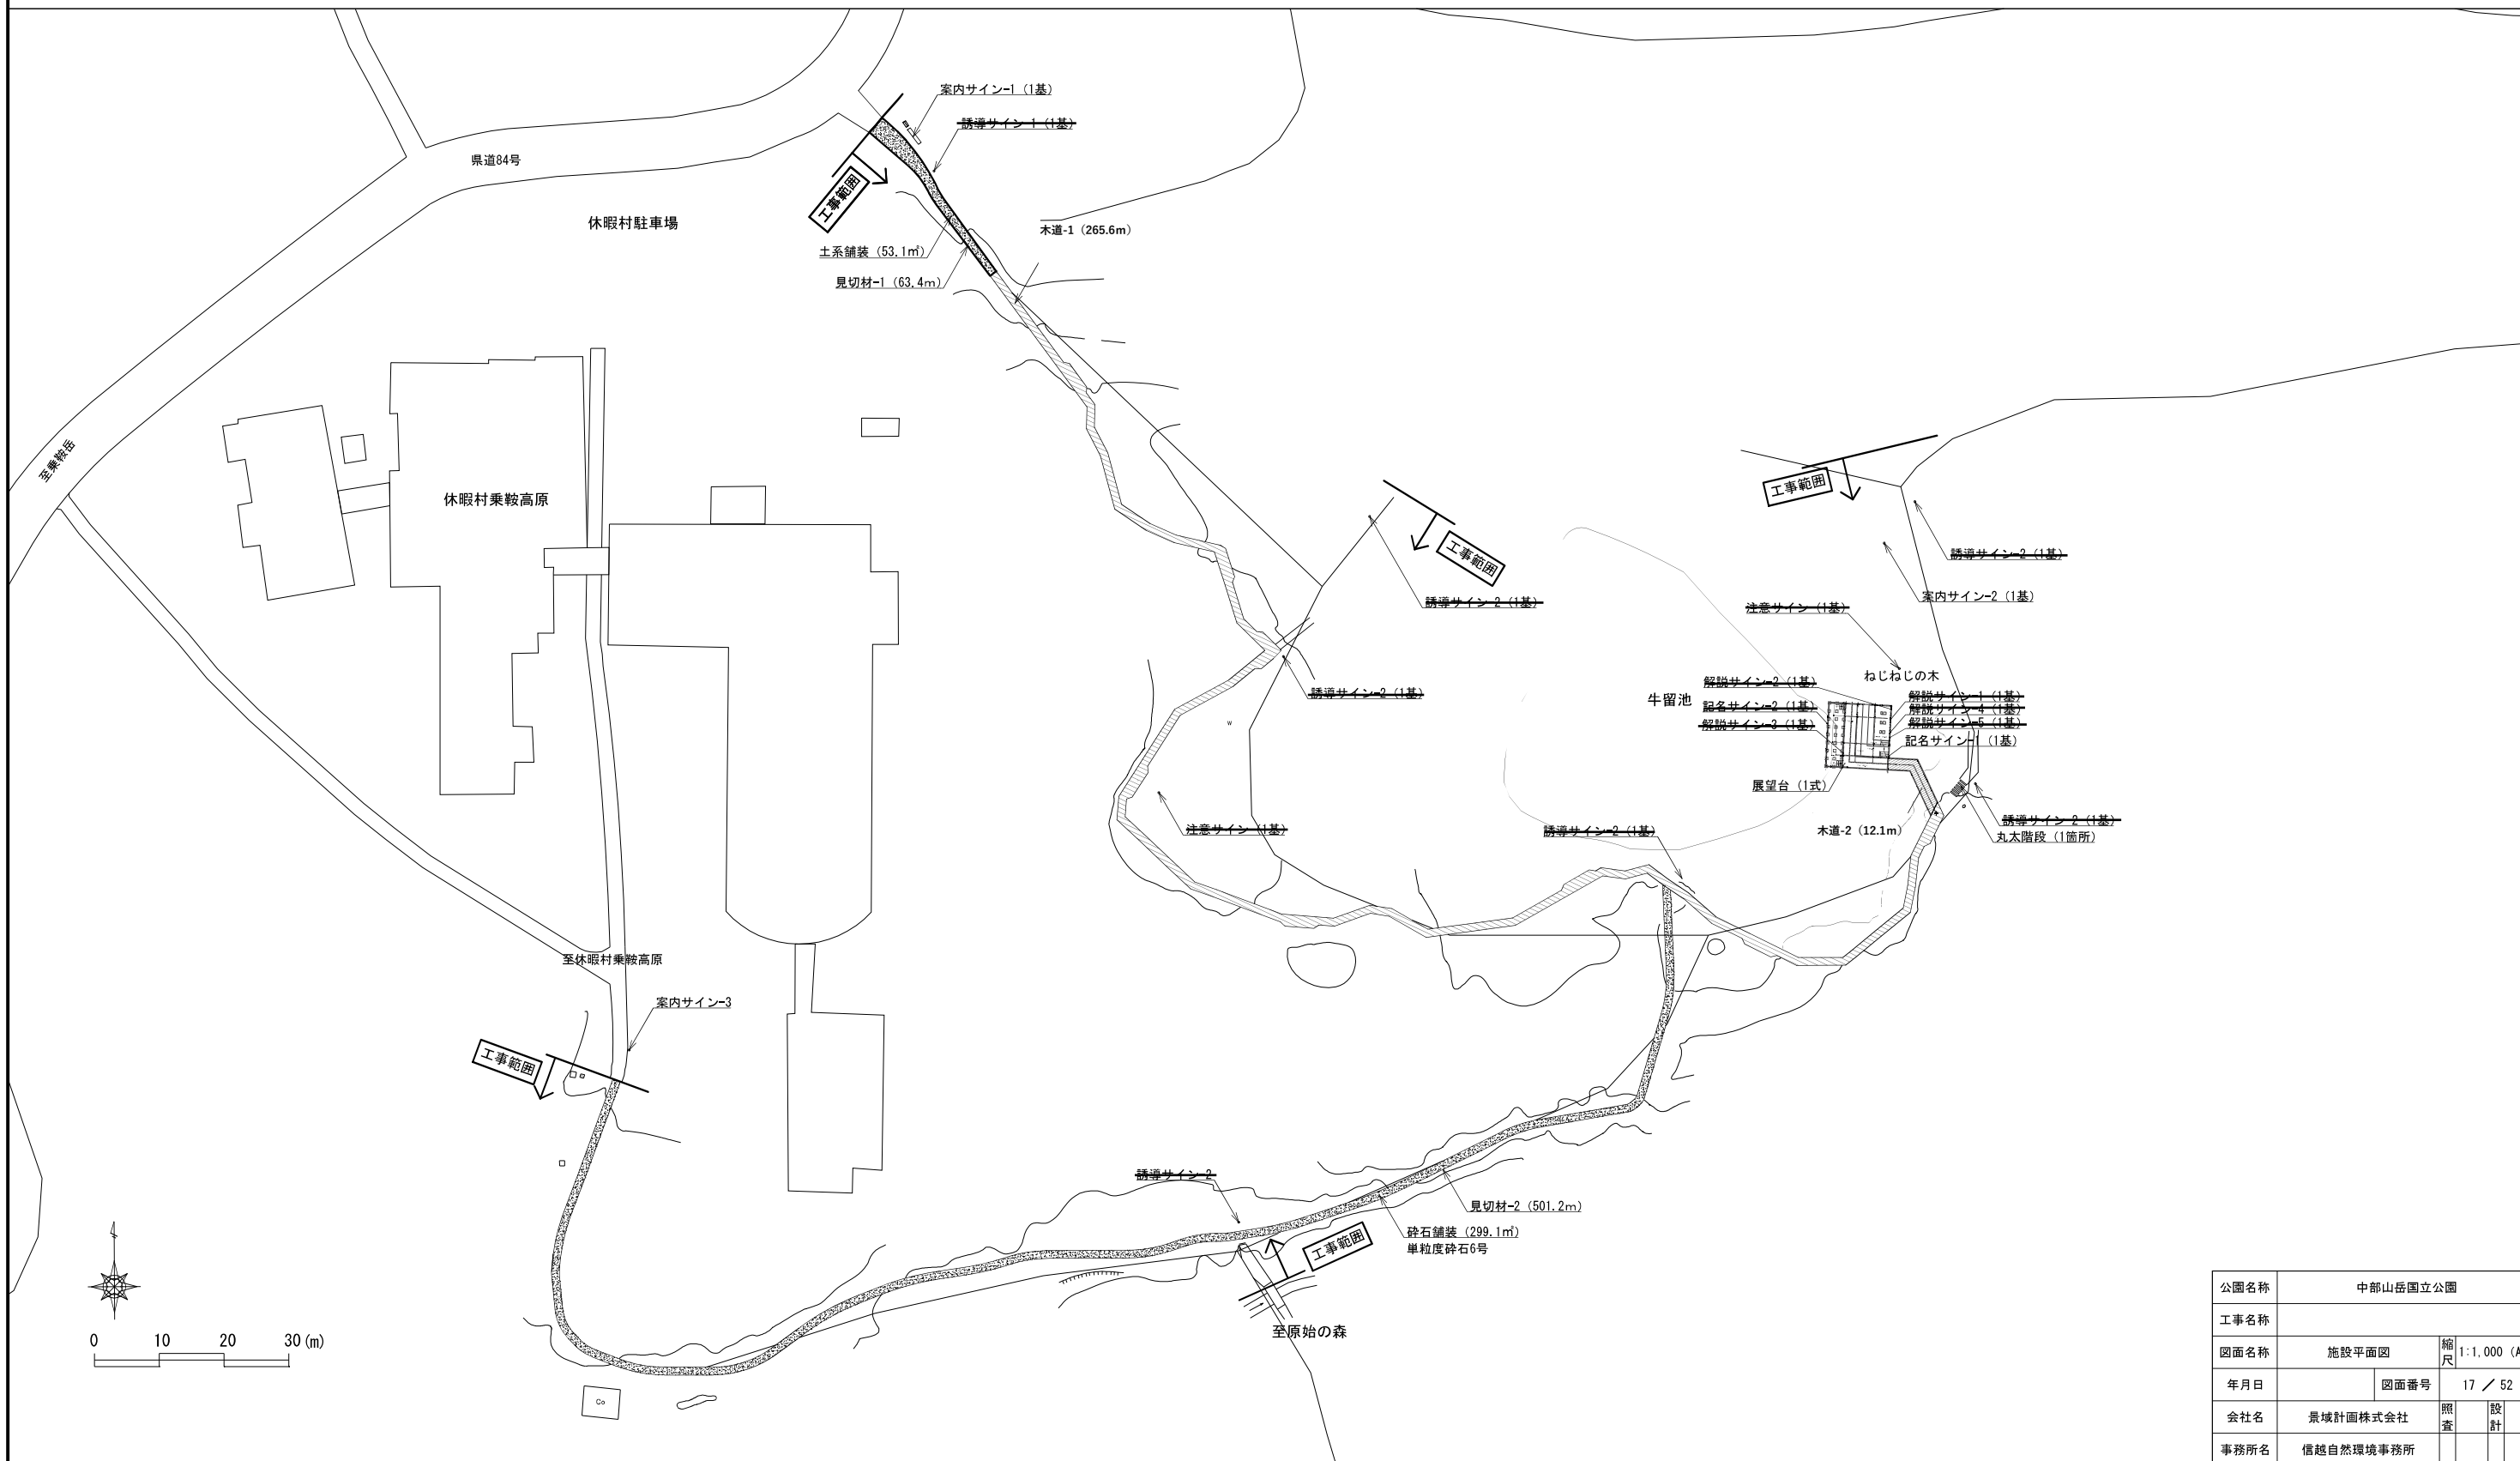 案内サイン-1（1基）
誘導サイン-1（1基）
県道84号
工事範囲
休暇村駐車場
木道-1（265.6m）
土系舗装（53.1㎡）
見切材-1（63.4m）
至乗鞍岳
休暇村乗鞍高原
工事範囲
工事範囲
誘導サイン-2（1基）
案内サイン-2（1基）
誘導サイン-2（1基）
注意サイン（1基）
ねじねじの木
誘導サイン-2（1基）
牛留池
解説サイン-2（1基）
記名サイン-2（1基）
解説サイン-3（1基）
解説サイン-1（1基）
解説サイン-4（1基）
解説サイン-5（1基）
記名サイン-1（1基）
W
展望台（1式）
注意サイン（1基）
誘導サイン-2（1基）
木道-2（12.1m）
誘導サイン-2（1基）
丸太階段（1箇所）
至休暇村乗鞍高原
案内サイン-3
工事範囲
誘導サイン-2
見切材-2（501.2m）
砕石舗装（299.1㎡）
単粒度砕石6号
工事範囲
至原始の森
0 10 20 30(m)
Co
公園名称 中部山岳国立公園
工事名称
図面名称 施設平面図 縮尺 1:1,000（A
年月日 図面番号 17 ／ 52
会社名 景域計画株式会社 照査 設計
事務所名 信越自然環境事務所